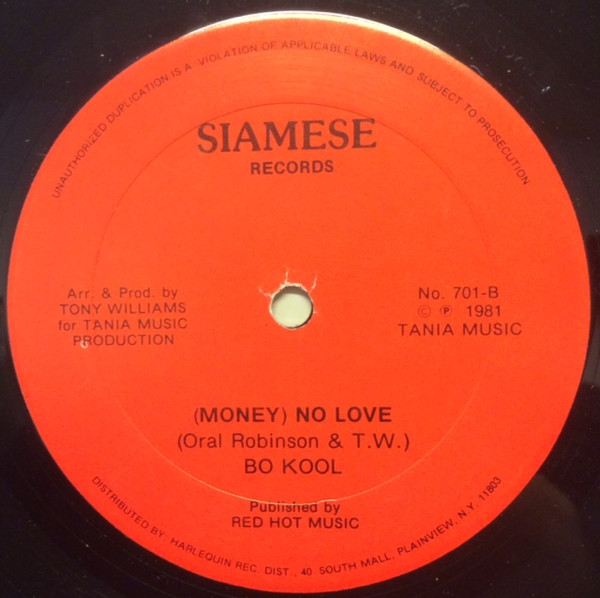 UNAUTHORIZED DUPLICATION IS A VIOLATION OF APPLICABLE LAWS AND SUBJECT TO PROSECUTION
SIAMESE
RECORDS
Arr. & Prod. by
TONY WILLIAMS
for TANIA MUSIC
PRODUCTION
No. 701-B
© ℗ 1981
TANIA MUSIC
(MONEY) NO LOVE
(Oral Robinson & T.W.)
BO KOOL
Published by
RED HOT MUSIC
DISTRIBUTED BY: HARLEQUIN REC. DIST., 40 SOUTH MALL, PLAINVIEW, N.Y. 11803